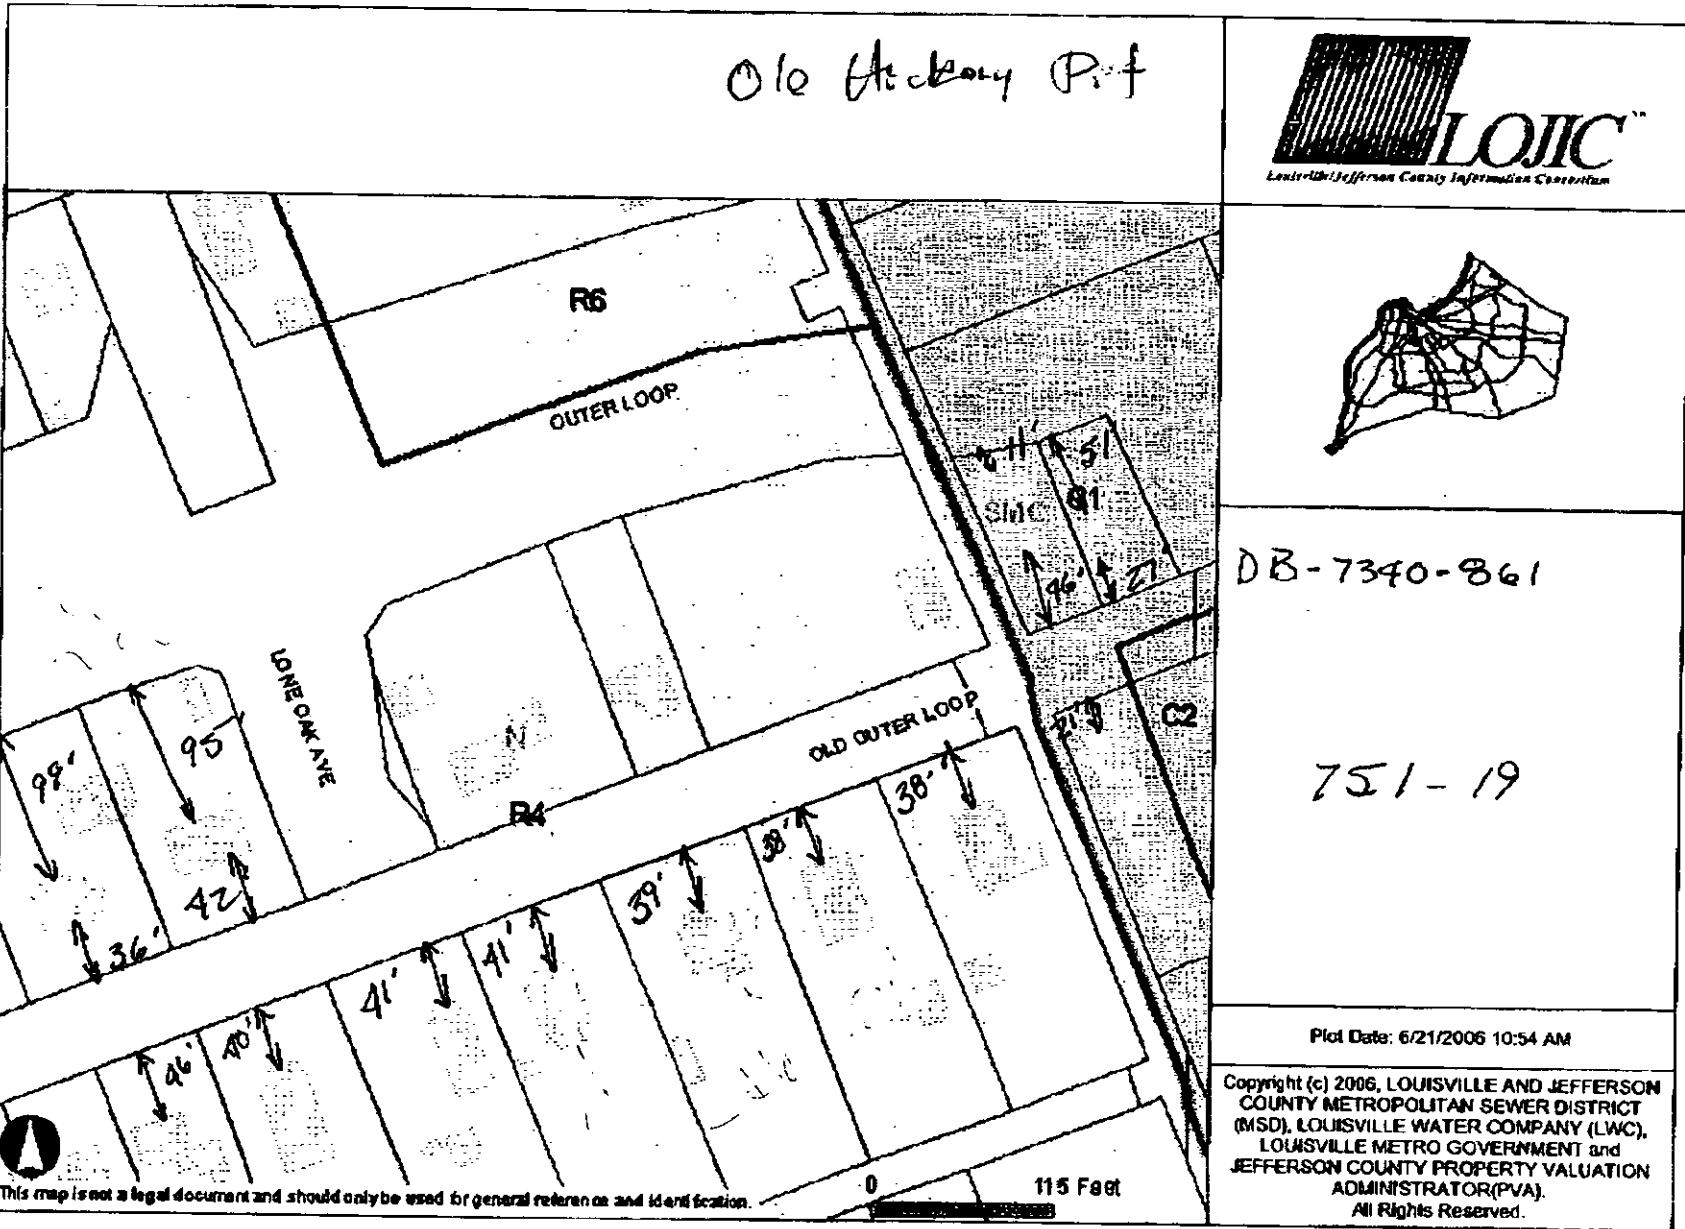 Ole Hickory Pit
LOJIC™
Louisville/Jefferson County Information Consortium
R6
OUTER LOOP
11'
51'
SMC
46'
27'
DB-7340-861
LONE OAK AVE
OLD OUTER LOOP
21'
C2
98'
95
751-19
N
R4
38'
38'
42
39'
36'
41'
41'
40'
46'
Plot Date: 6/21/2006 10:54 AM
Copyright (c) 2006, LOUISVILLE AND JEFFERSON
COUNTY METROPOLITAN SEWER DISTRICT
(MSD), LOUISVILLE WATER COMPANY (LWC),
LOUISVILLE METRO GOVERNMENT and
JEFFERSON COUNTY PROPERTY VALUATION
ADMINISTRATOR(PVA).
All Rights Reserved.
This map is not a legal document and should only be used for general reference and identification.
0
115 Feet